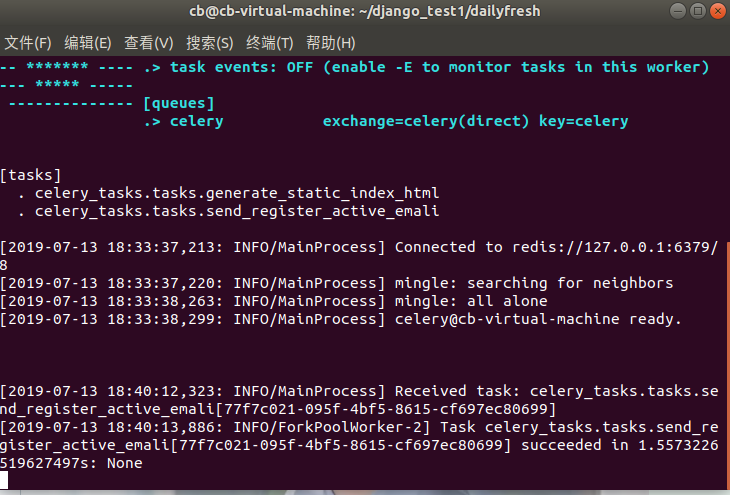 cb@cb-virtual-machine: ~/django_test1/dailyfresh
文件(F) 编辑(E) 查看(V) 搜索(S) 终端(T) 帮助(H)
-- ******* ---- .> task events: OFF (enable -E to monitor tasks in this worker)
--- ***** -----
 -------------- [queues]
                .> celery           exchange=celery(direct) key=celery
[tasks]
  . celery_tasks.tasks.generate_static_index_html
  . celery_tasks.tasks.send_register_active_emali
[2019-07-13 18:33:37,213: INFO/MainProcess] Connected to redis://127.0.0.1:6379/
8
[2019-07-13 18:33:37,220: INFO/MainProcess] mingle: searching for neighbors
[2019-07-13 18:33:38,263: INFO/MainProcess] mingle: all alone
[2019-07-13 18:33:38,299: INFO/MainProcess] celery@cb-virtual-machine ready.
[2019-07-13 18:40:12,323: INFO/MainProcess] Received task: celery_tasks.tasks.se
nd_register_active_emali[77f7c021-095f-4bf5-8615-cf697ec80699]
[2019-07-13 18:40:13,886: INFO/ForkPoolWorker-2] Task celery_tasks.tasks.send_re
gister_active_emali[77f7c021-095f-4bf5-8615-cf697ec80699] succeeded in 1.5573226
519627497s: None